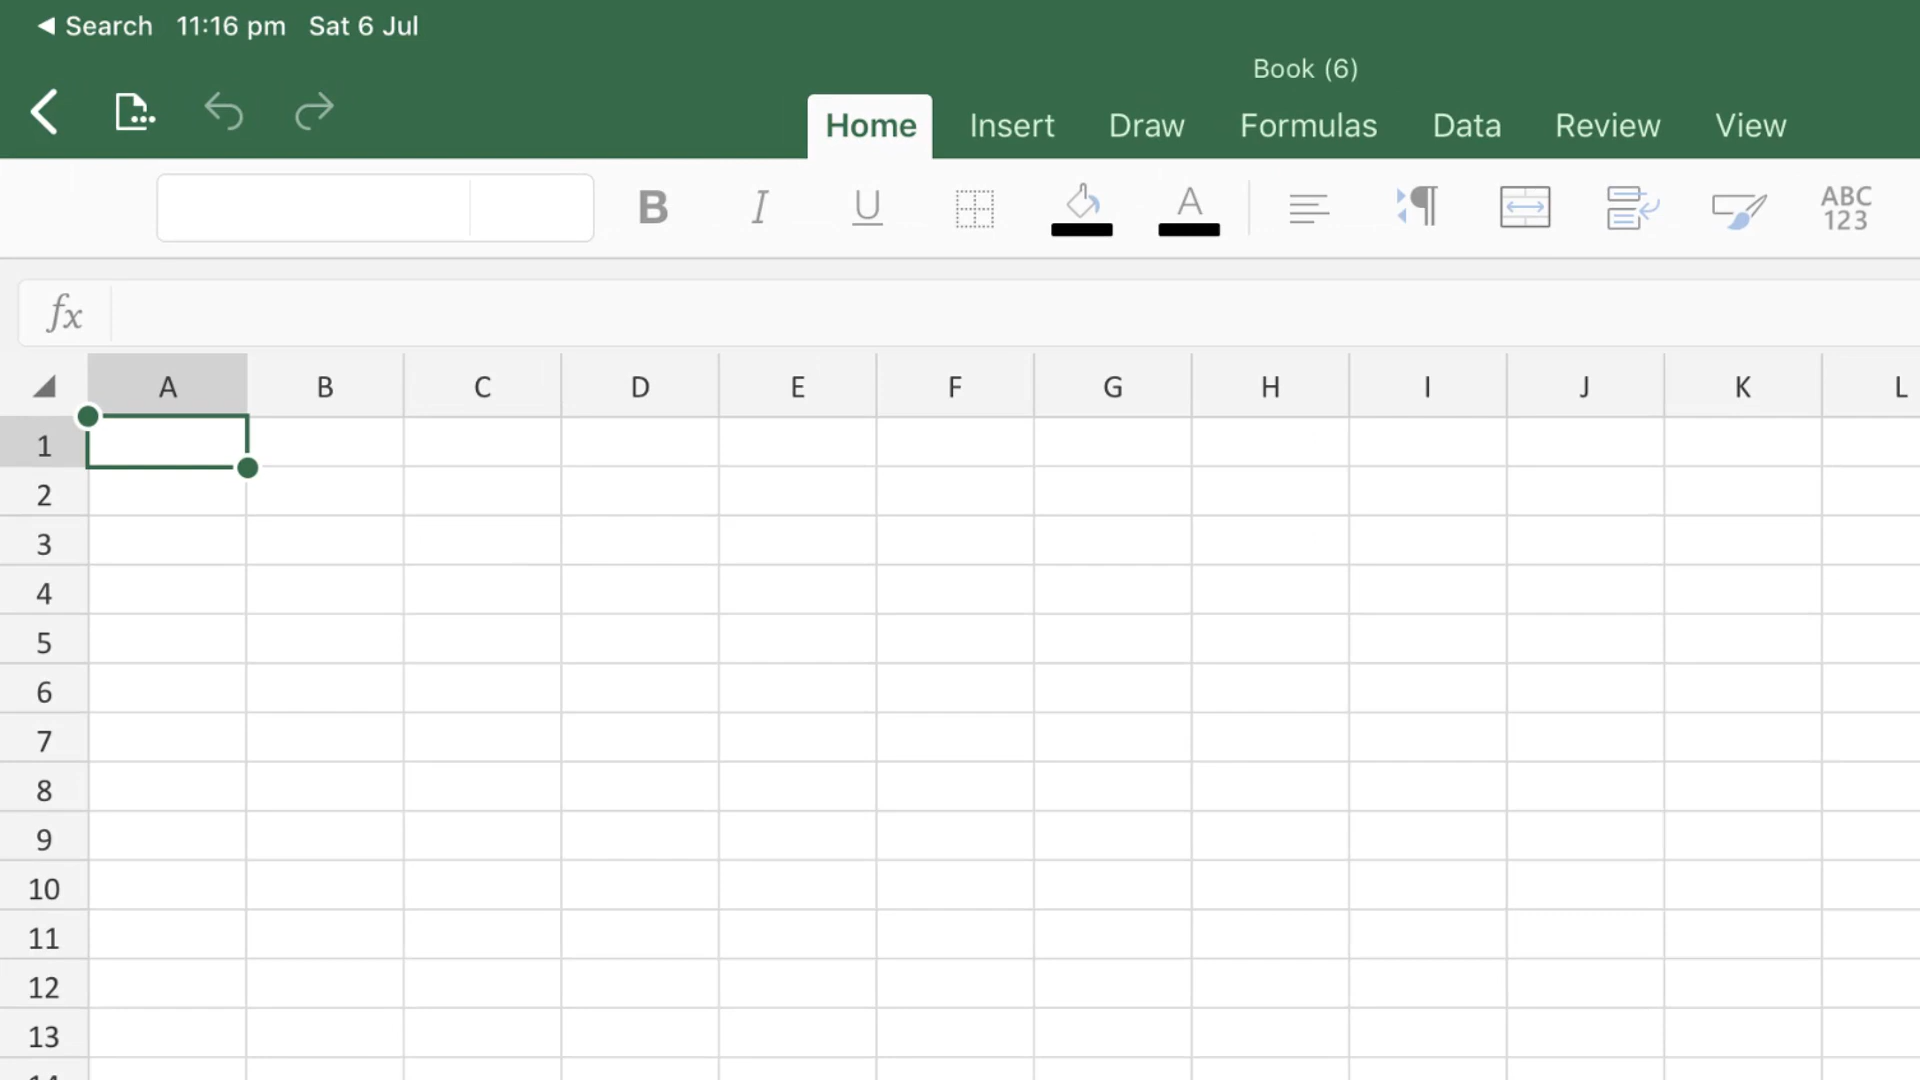 Search 11:16 pm Sat 6 Jul
Book (6)
Home Insert Draw Formulas Data Review View
B I U A ABC 123
fx
A B C D E F G H I J K L
1
2
3
4
5
6
7
8
9
10
11
12
13